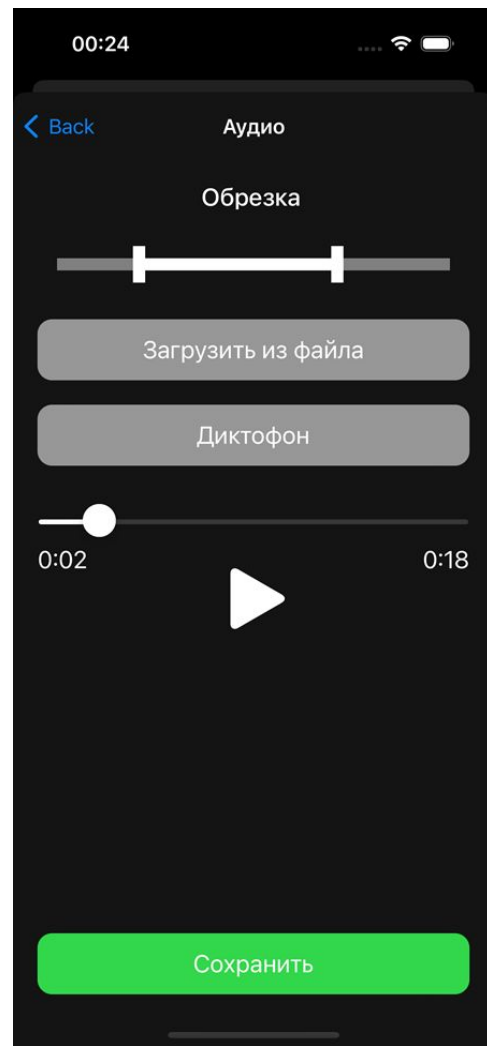 00:24
Back
Аудио
Обрезка
Загрузить из файла
Диктофон
0:02
0:18
Сохранить